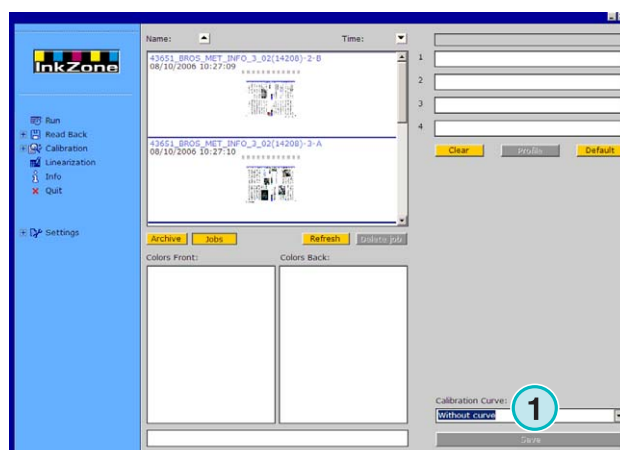 InkZone
Run
Read Back
Calibration
Linearization
Info
Quit
Settings
Name:
Time:
43651_BROS_MET_INFO_3_02(14208)-2-B
08/10/2006 10:27:09
43651_BROS_MET_INFO_3_02(14208)-3-A
08/10/2006 10:27:10
Archive
Jobs
Refresh
Delete job
Colors Front:
Colors Back:
1
2
3
4
Clear
Profile
Default
Calibration Curve:
Without curve
1
Save